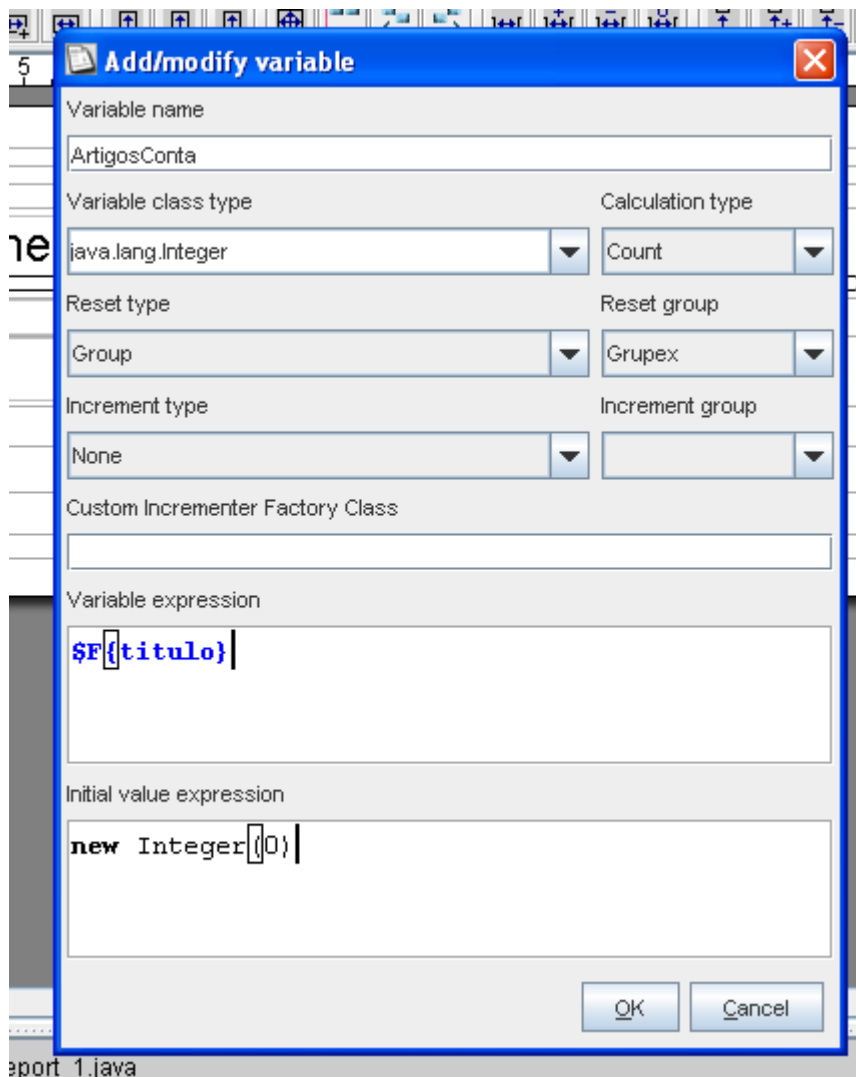 5
Add/modify variable
Variable name
ArtigosConta
Variable class type Calculation type
ne
java.lang.Integer Count
Reset type Reset group
Group Grupex
Increment type Increment group
None
Custom Incrementer Factory Class
Variable expression
$F{titulo}
Initial value expression
new Integer(0)
OK Cancel
eport_1.java